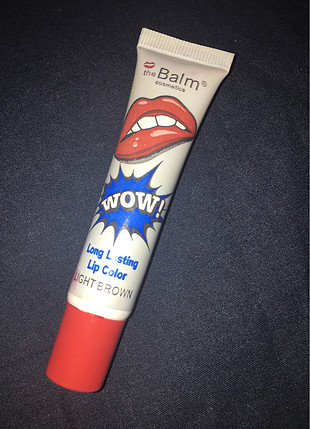 theBalm®
cosmetics
WOW!
Long Lasting
Lip Color
LIGHT BROWN